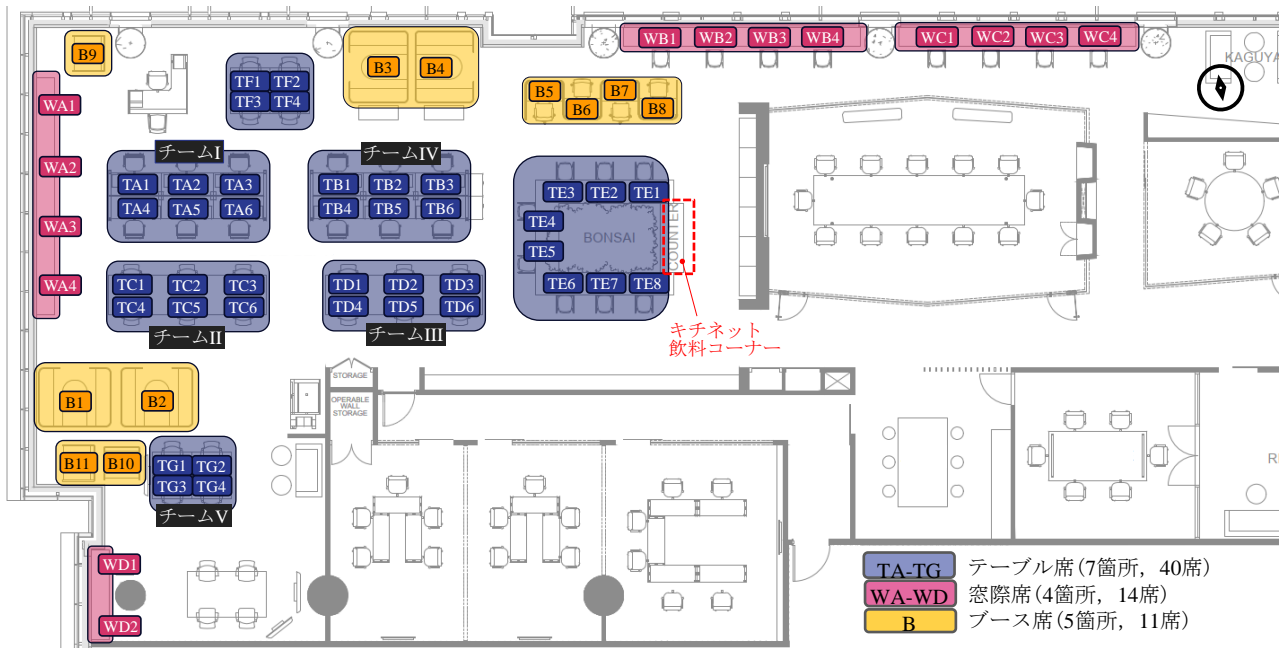 B9
TF1 TF2
TF3 TF4
B3 B4
B5 B6 B7 B8
WB1 WB2 WB3 WB4
WC1 WC2 WC3 WC4
KAGUYA
WA1
WA2
WA3
WA4
チームI
TA1 TA2 TA3
TA4 TA5 TA6
チームIV
TB1 TB2 TB3
TB4 TB5 TB6
TE3 TE2 TE1
TE4
TE5
BONSAI
COUNTER
TE6 TE7 TE8
キチネット
飲料コーナー
TC1 TC2 TC3
TC4 TC5 TC6
チームII
TD1 TD2 TD3
TD4 TD5 TD6
チームIII
STORAGE
OPERABLE
WALL
STORAGE
B1 B2
B11 B10
TG1 TG2
TG3 TG4
チームV
WD1
WD2
TA-TG テーブル席(7箇所，40席)
WA-WD 窓際席(4箇所，14席)
B ブース席(5箇所，11席)